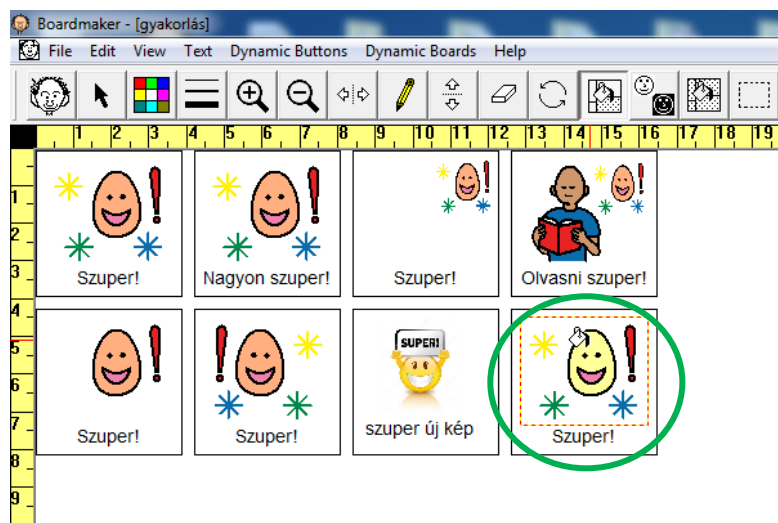 Boardmaker - [gyakorlás]
File Edit View Text Dynamic Buttons Dynamic Boards Help
1 2 3 4 5 6 7 8 9 10 11 12 13 14 15 16 17 18 19
1
2
3
4
5
6
7
8
9
Szuper!
Nagyon szuper!
Szuper!
Olvasni szuper!
Szuper!
Szuper!
SUPER!
szuper új kép
Szuper!